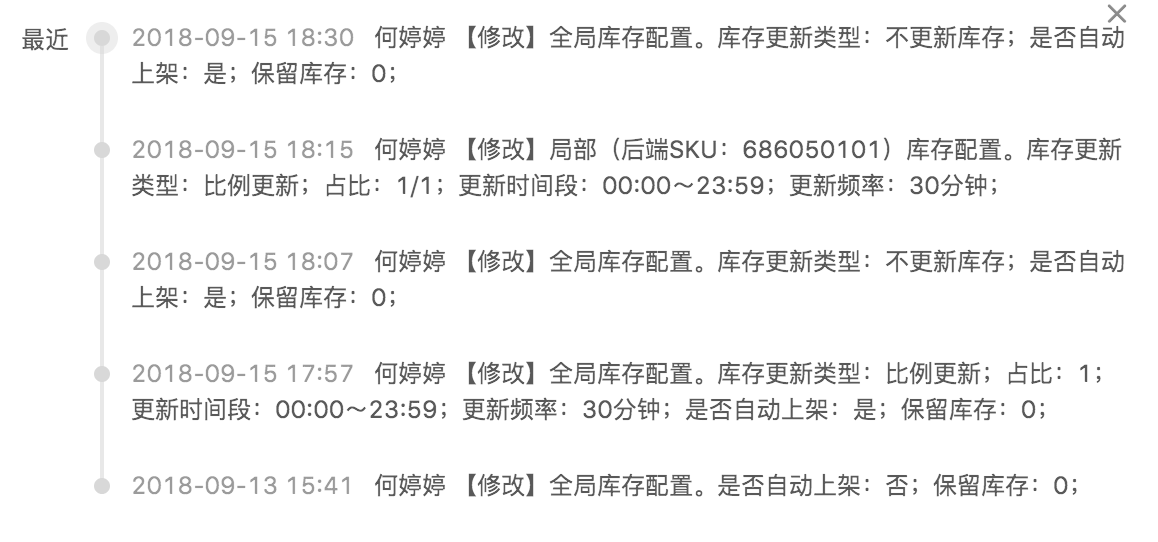 最近
2018-09-15 18:30 何婷婷 【修改】全局库存配置。库存更新类型：不更新库存；是否自动
上架：是；保留库存：0；
2018-09-15 18:15 何婷婷 【修改】局部（后端SKU：686050101）库存配置。库存更新
类型：比例更新；占比：1/1；更新时间段：00:00～23:59；更新频率：30分钟；
2018-09-15 18:07 何婷婷 【修改】全局库存配置。库存更新类型：不更新库存；是否自动
上架：是；保留库存：0；
2018-09-15 17:57 何婷婷 【修改】全局库存配置。库存更新类型：比例更新；占比：1；
更新时间段：00:00～23:59；更新频率：30分钟；是否自动上架：是；保留库存：0；
2018-09-13 15:41 何婷婷 【修改】全局库存配置。是否自动上架：否；保留库存：0；